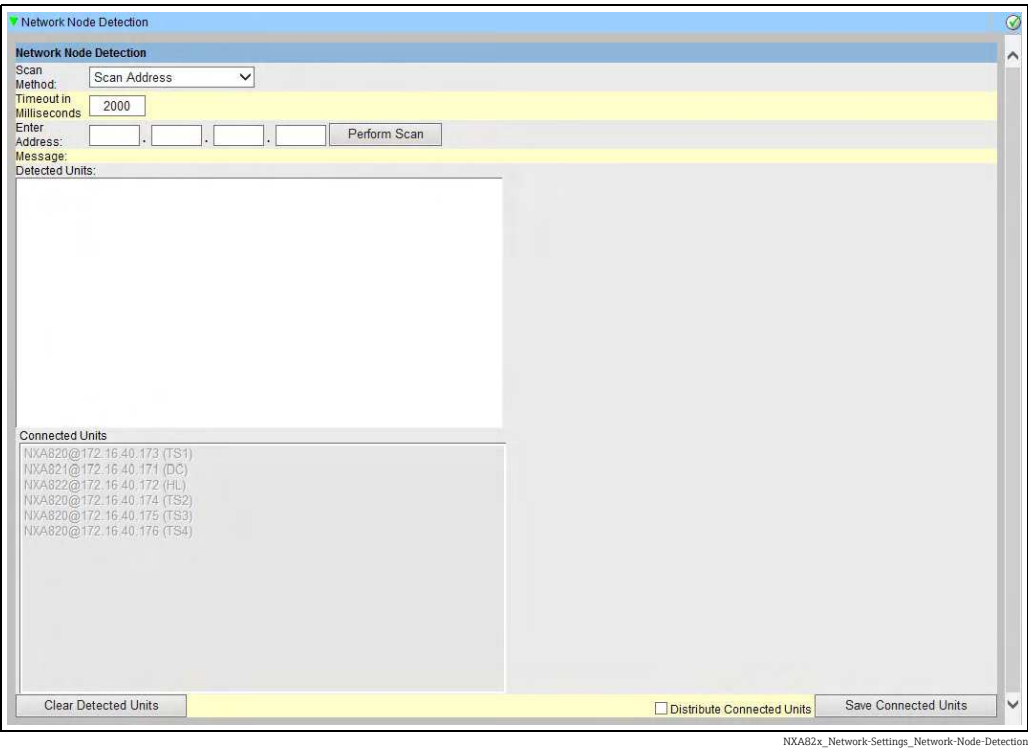 Network Node Detection
Network Node Detection
Scan
Method:
Scan Address
Timeout in
Milliseconds
2000
Enter
Address:
. . .
Perform Scan
Message:
Detected Units:
Connected Units
NXA820@172.16.40.173 (TS1)
NXA821@172.16.40.171 (DC)
NXA822@172.16.40.172 (HL)
NXA820@172.16.40.174 (TS2)
NXA820@172.16.40.175 (TS3)
NXA820@172.16.40.176 (TS4)
Clear Detected Units
Distribute Connected Units
Save Connected Units
NXA82x_Network-Settings_Network-Node-Detection